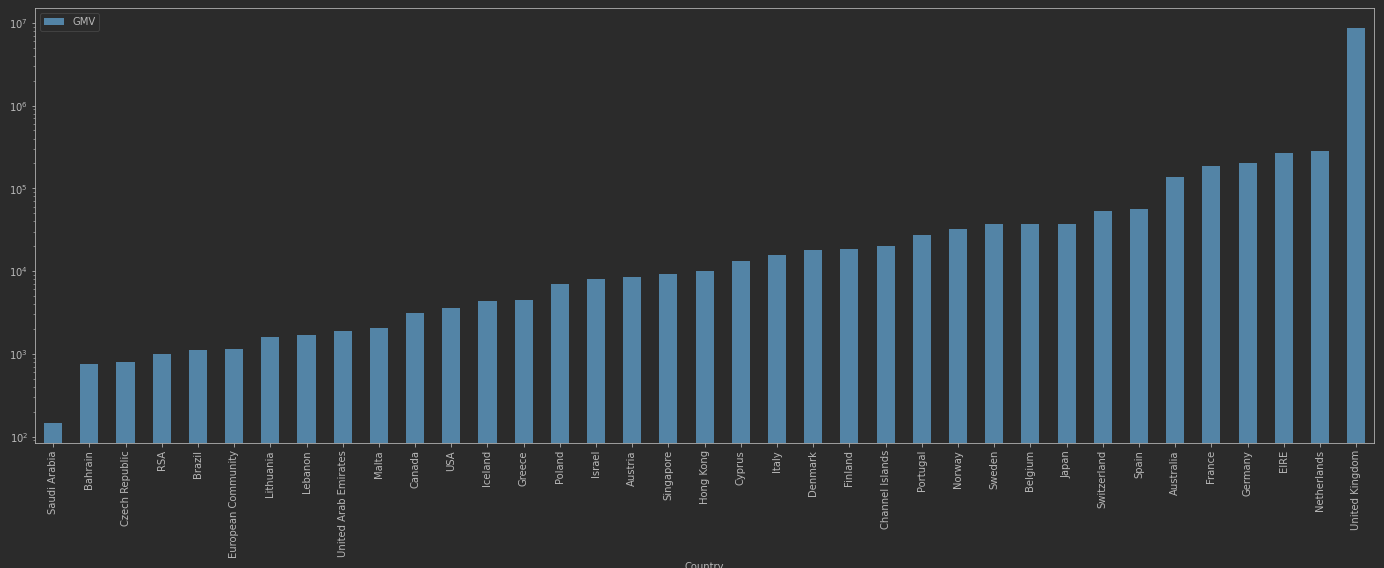 GMV
10^7
10^6
10^5
10^4
10^3
10^2
Saudi Arabia
Bahrain
Czech Republic
RSA
Brazil
European Community
Lithuania
Lebanon
United Arab Emirates
Malta
Canada
USA
Iceland
Greece
Poland
Israel
Austria
Singapore
Hong Kong
Cyprus
Italy
Denmark
Finland
Channel Islands
Portugal
Norway
Sweden
Belgium
Japan
Switzerland
Spain
Australia
France
Germany
EIRE
Netherlands
United Kingdom
Country